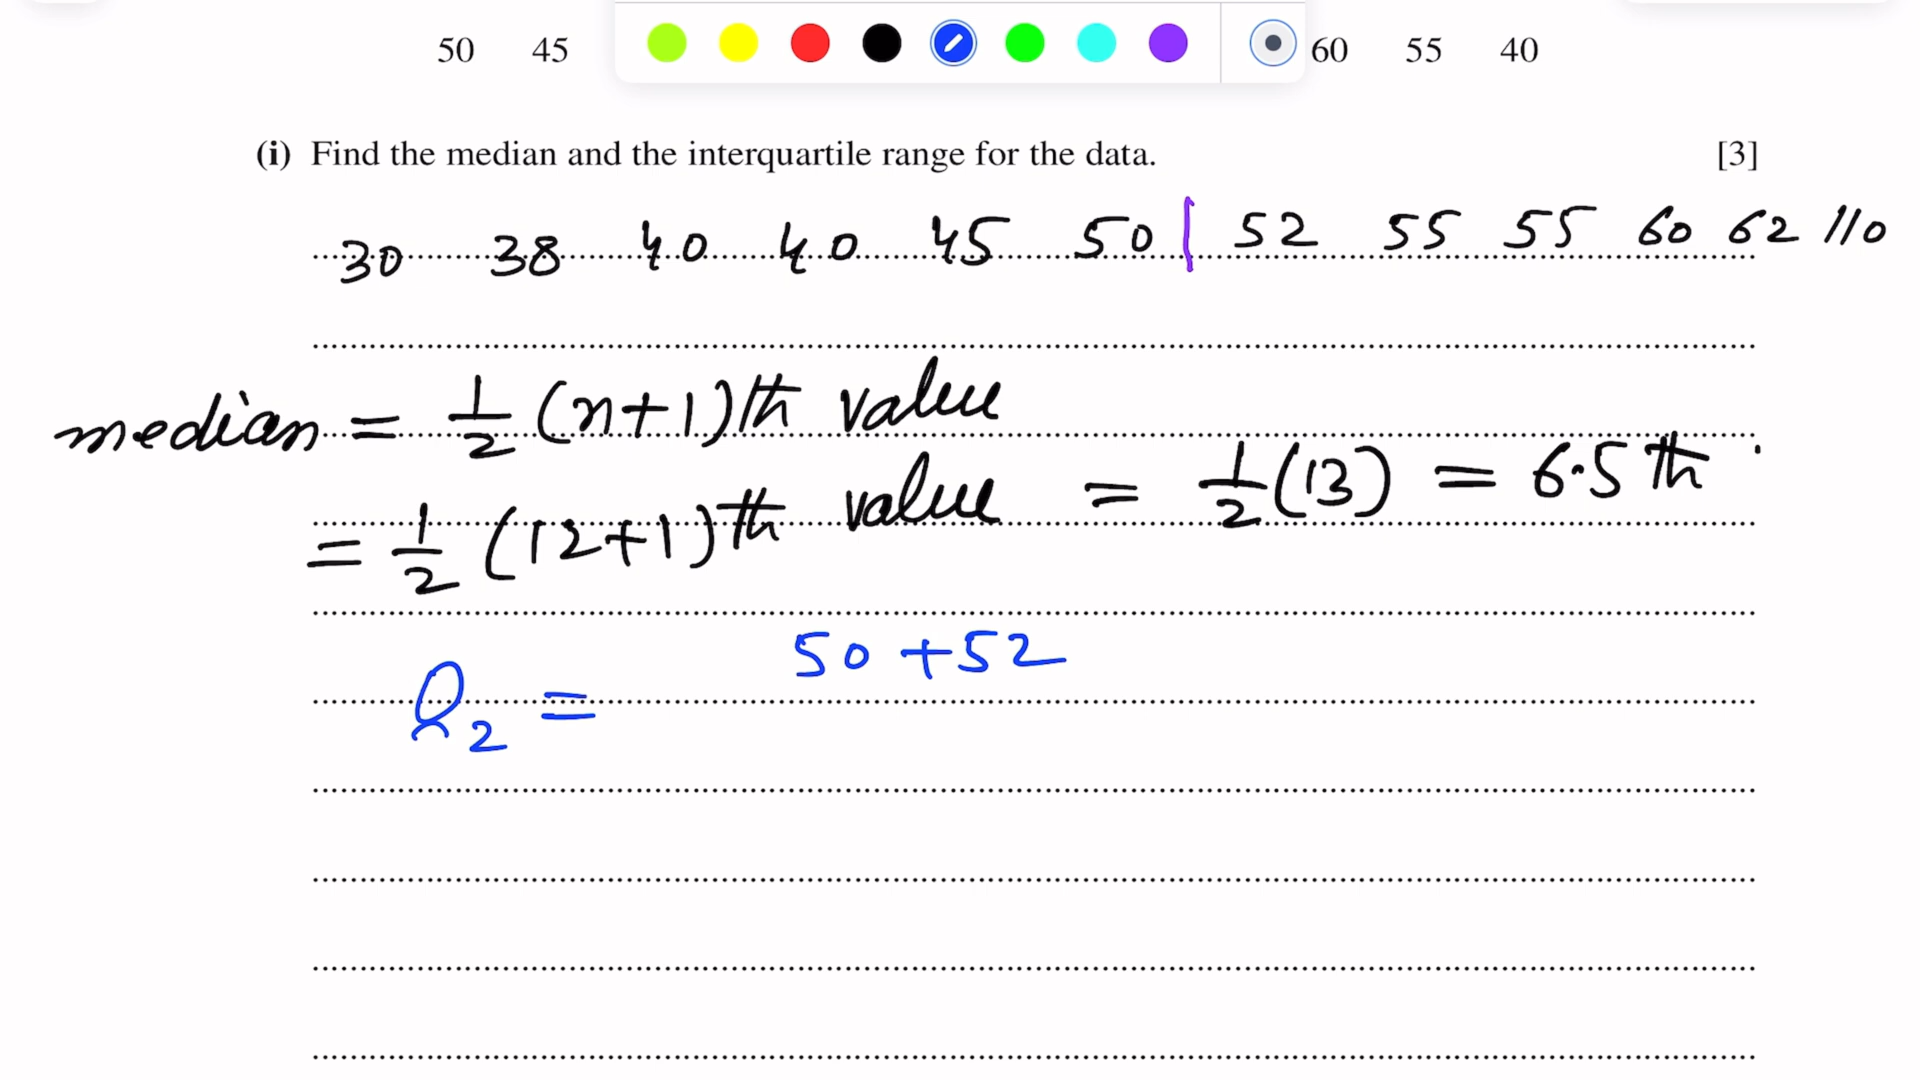 50 45 60 55 40
(i) Find the median and the interquartile range for the data. [3]
30 38 40 40 45 50 | 52 55 55 60 62 110
median = 1/2 (n+1)th value
= 1/2 (12+1)th value = 1/2 (13) = 6.5 th
50 + 52
Q2 =